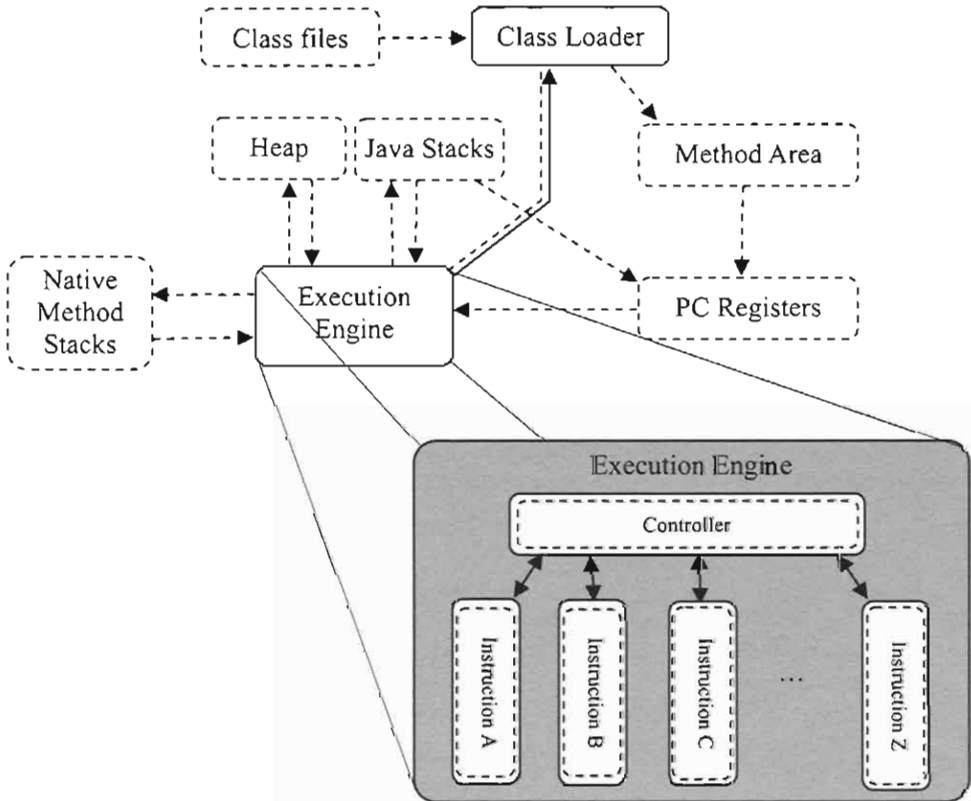 Class files
Class Loader
Heap
Java Stacks
Method Area
Native
Method
Stacks
Execution
Engine
PC Registers
Execution Engine
Controller
Instruction A
Instruction B
Instruction C
...
Instruction Z